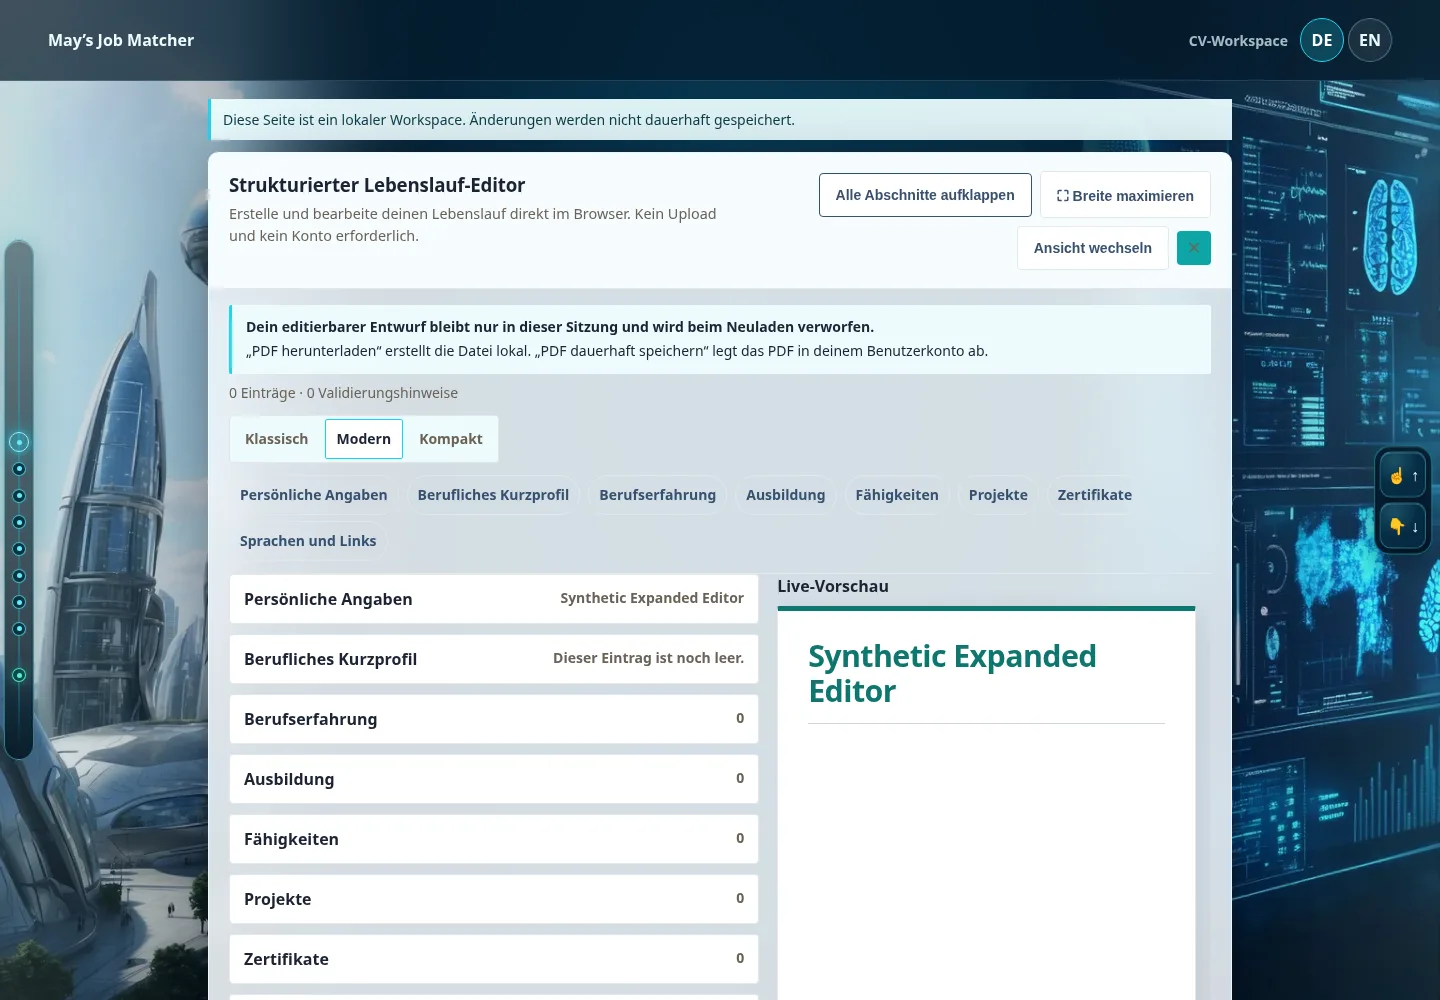 May’s Job Matcher
CV-Workspace
DE
EN
Diese Seite ist ein lokaler Workspace. Änderungen werden nicht dauerhaft gespeichert.
Strukturierter Lebenslauf-Editor
Erstelle und bearbeite deinen Lebenslauf direkt im Browser. Kein Upload
und kein Konto erforderlich.
Alle Abschnitte aufklappen
Breite maximieren
Ansicht wechseln
Dein editierbarer Entwurf bleibt nur in dieser Sitzung und wird beim Neuladen verworfen.
„PDF herunterladen“ erstellt die Datei lokal. „PDF dauerhaft speichern“ legt das PDF in deinem Benutzerkonto ab.
0 Einträge · 0 Validierungshinweise
Klassisch
Modern
Kompakt
Persönliche Angaben
Berufliches Kurzprofil
Berufserfahrung
Ausbildung
Fähigkeiten
Projekte
Zertifikate
Sprachen und Links
Persönliche Angaben
Synthetic Expanded Editor
Berufliches Kurzprofil
Dieser Eintrag ist noch leer.
Berufserfahrung
0
Ausbildung
0
Fähigkeiten
0
Projekte
0
Zertifikate
0
Live-Vorschau
Synthetic Expanded
Editor